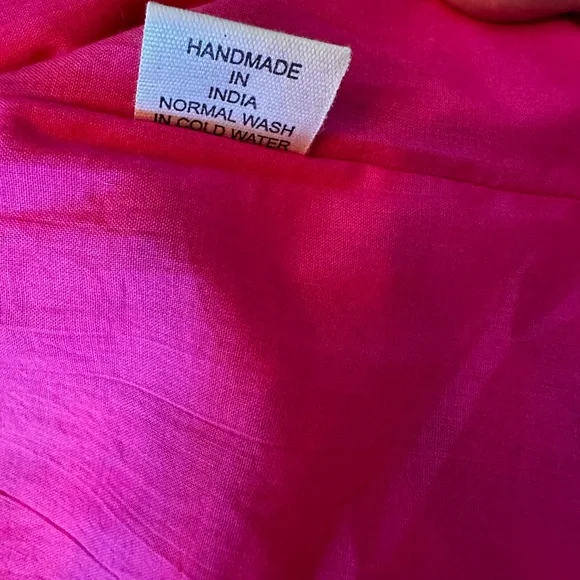 HANDMADE
IN
INDIA
NORMAL WASH
IN COLD WATER